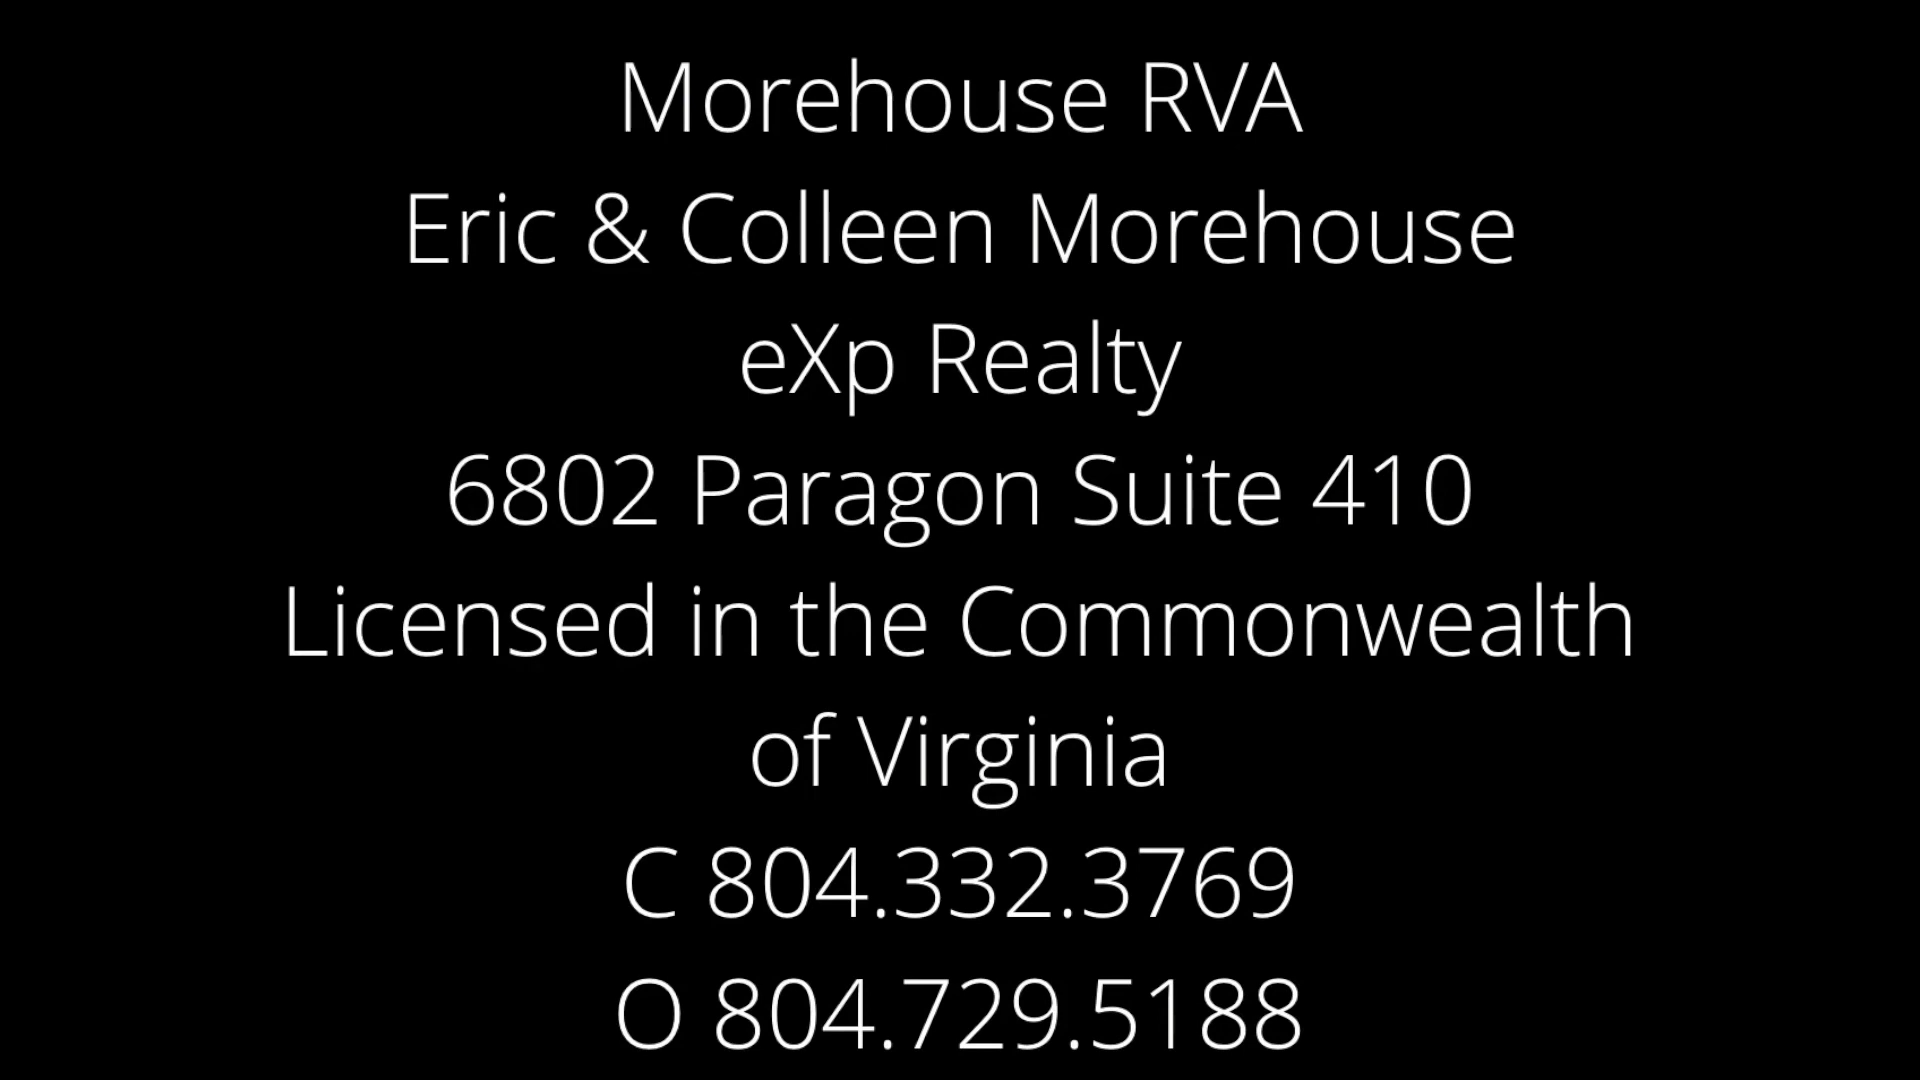 Morehouse RVA
Eric & Colleen Morehouse
eXp Realty
6802 Paragon Suite 410
Licensed in the Commonwealth
of Virginia
C 804.332.3769
O 804.729.5188